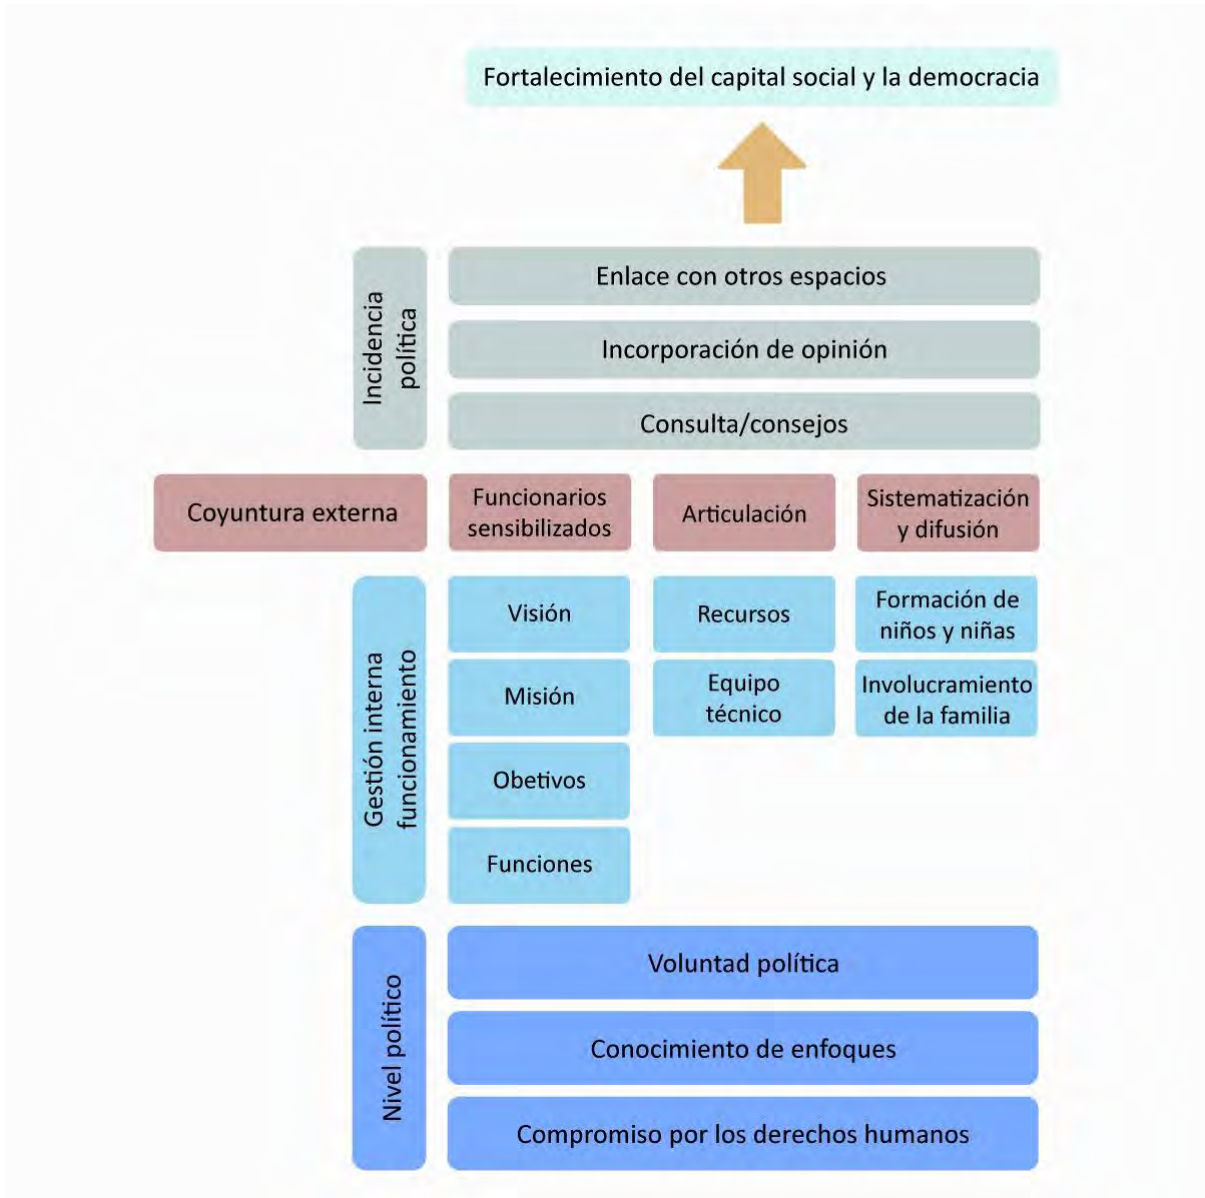 Fortalecimiento del capital social y la democracia
Incidencia
política
Enlace con otros espacios
Incorporación de opinión
Consulta/consejos
Coyuntura externa
Funcionarios
sensibilizados
Articulación
Sistematización
y difusión
Gestión interna
funcionamiento
Visión
Recursos
Formación de
niños y niñas
Misión
Equipo
técnico
Involucramiento
de la familia
Obetivos
Funciones
Nivel político
Voluntad política
Conocimiento de enfoques
Compromiso por los derechos humanos